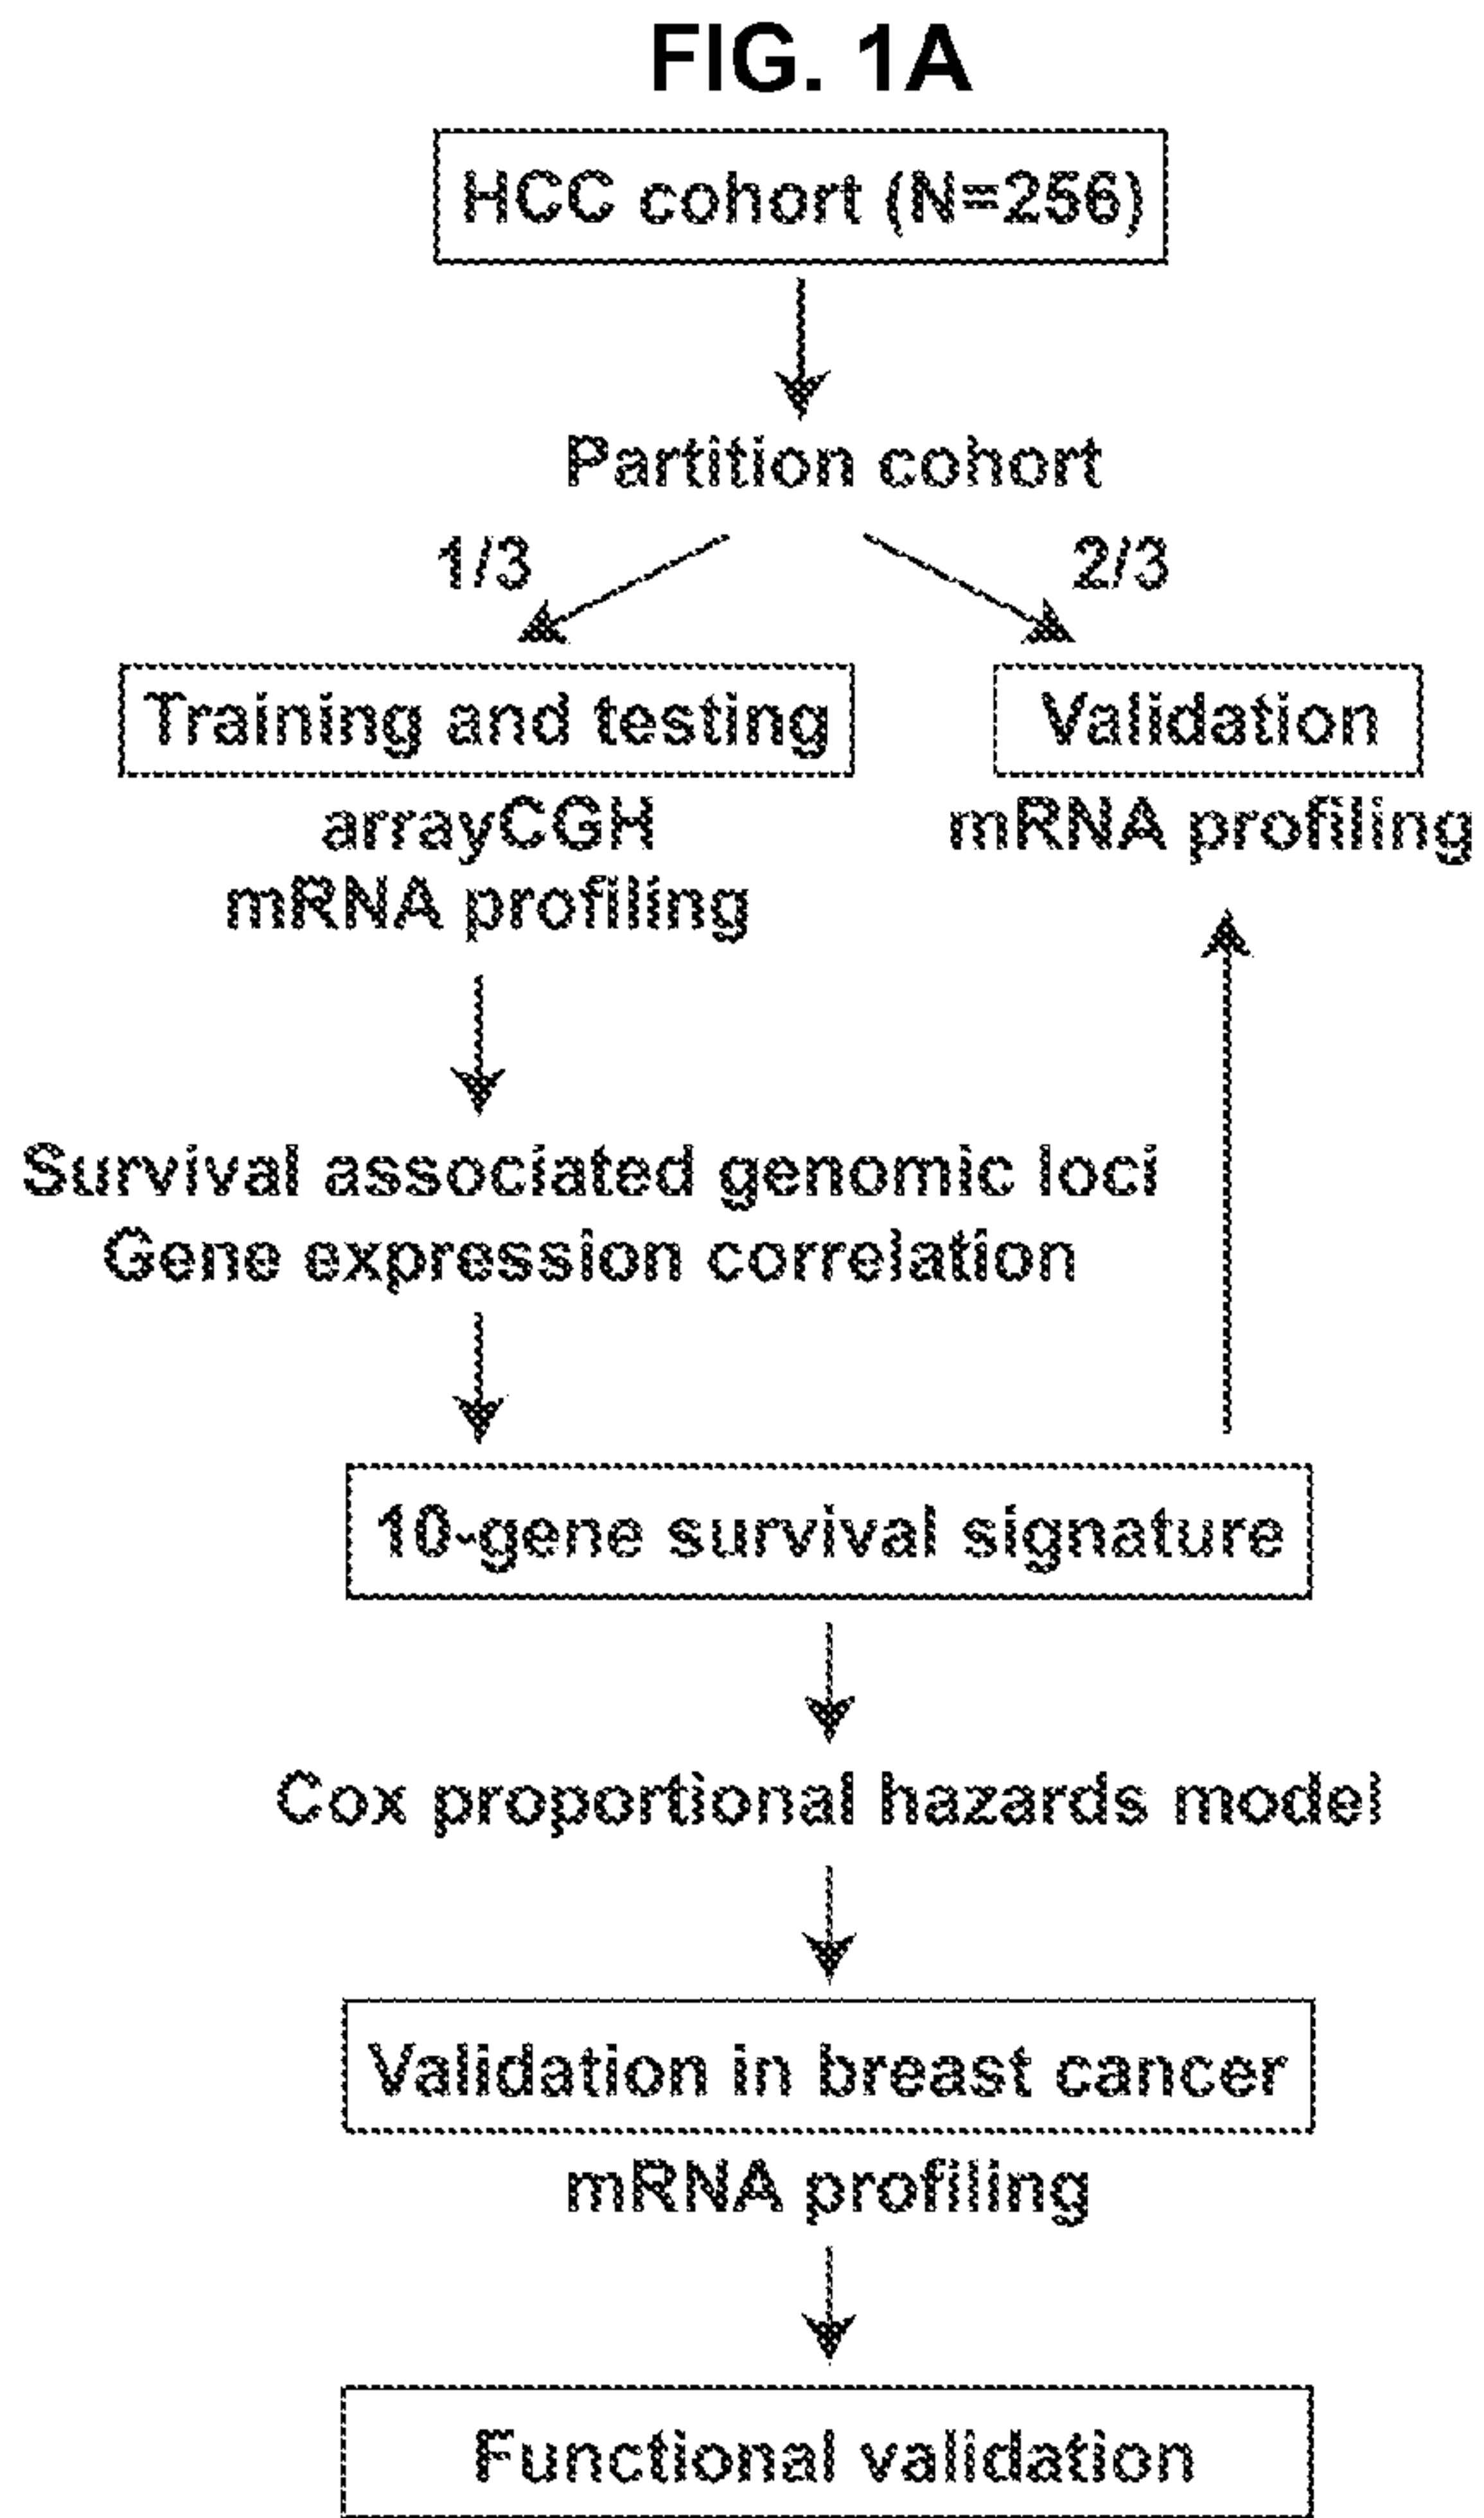 FIG. 1A
HCC cohort (N=256)
Partition cohort
1/3
2/3
Training and testing
Validation
arrayCGH
mRNA profiling
mRNA profiling
Survival associated genomic loci
Gene expression correlation
10-gene survival signature
Cox proportional hazards model
Validation in breast cancer
mRNA profiling
Functional validation